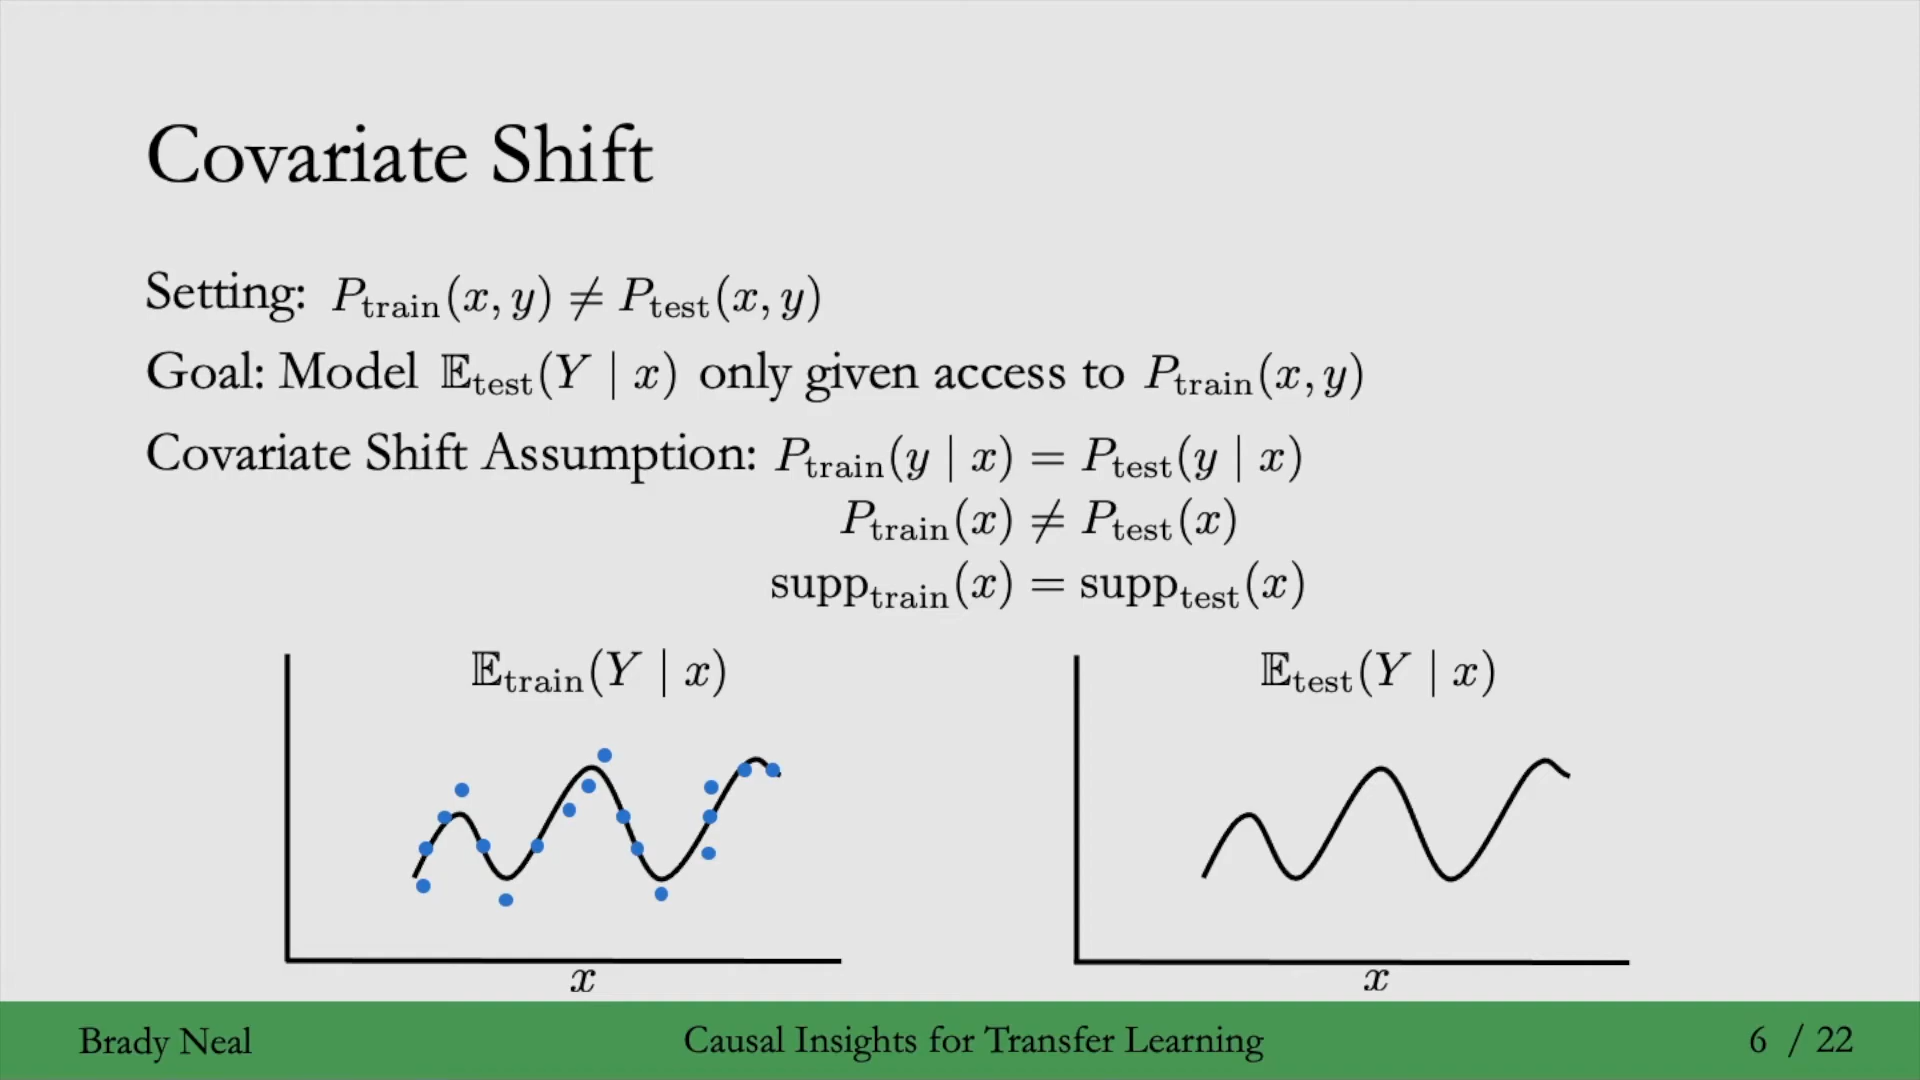 Covariate Shift
Setting: P_train(x, y) ≠ P_test(x, y)
Goal: Model 𝔼_test(Y | x) only given access to P_train(x, y)
Covariate Shift Assumption: P_train(y | x) = P_test(y | x)
P_train(x) ≠ P_test(x)
supp_train(x) = supp_test(x)
𝔼_train(Y | x)
x
𝔼_test(Y | x)
x
Brady Neal
Causal Insights for Transfer Learning
6 / 22